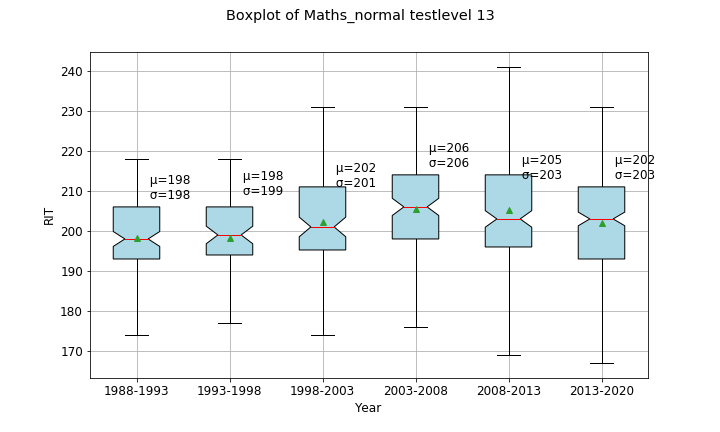 Boxplot of Maths_normal testlevel 13
240
230
220
210
200
190
180
170
RIT
μ=198
σ=198
μ=198
σ=199
μ=202
σ=201
μ=206
σ=206
μ=205
σ=203
μ=202
σ=203
1988-1993
1993-1998
1998-2003
2003-2008
2008-2013
2013-2020
Year